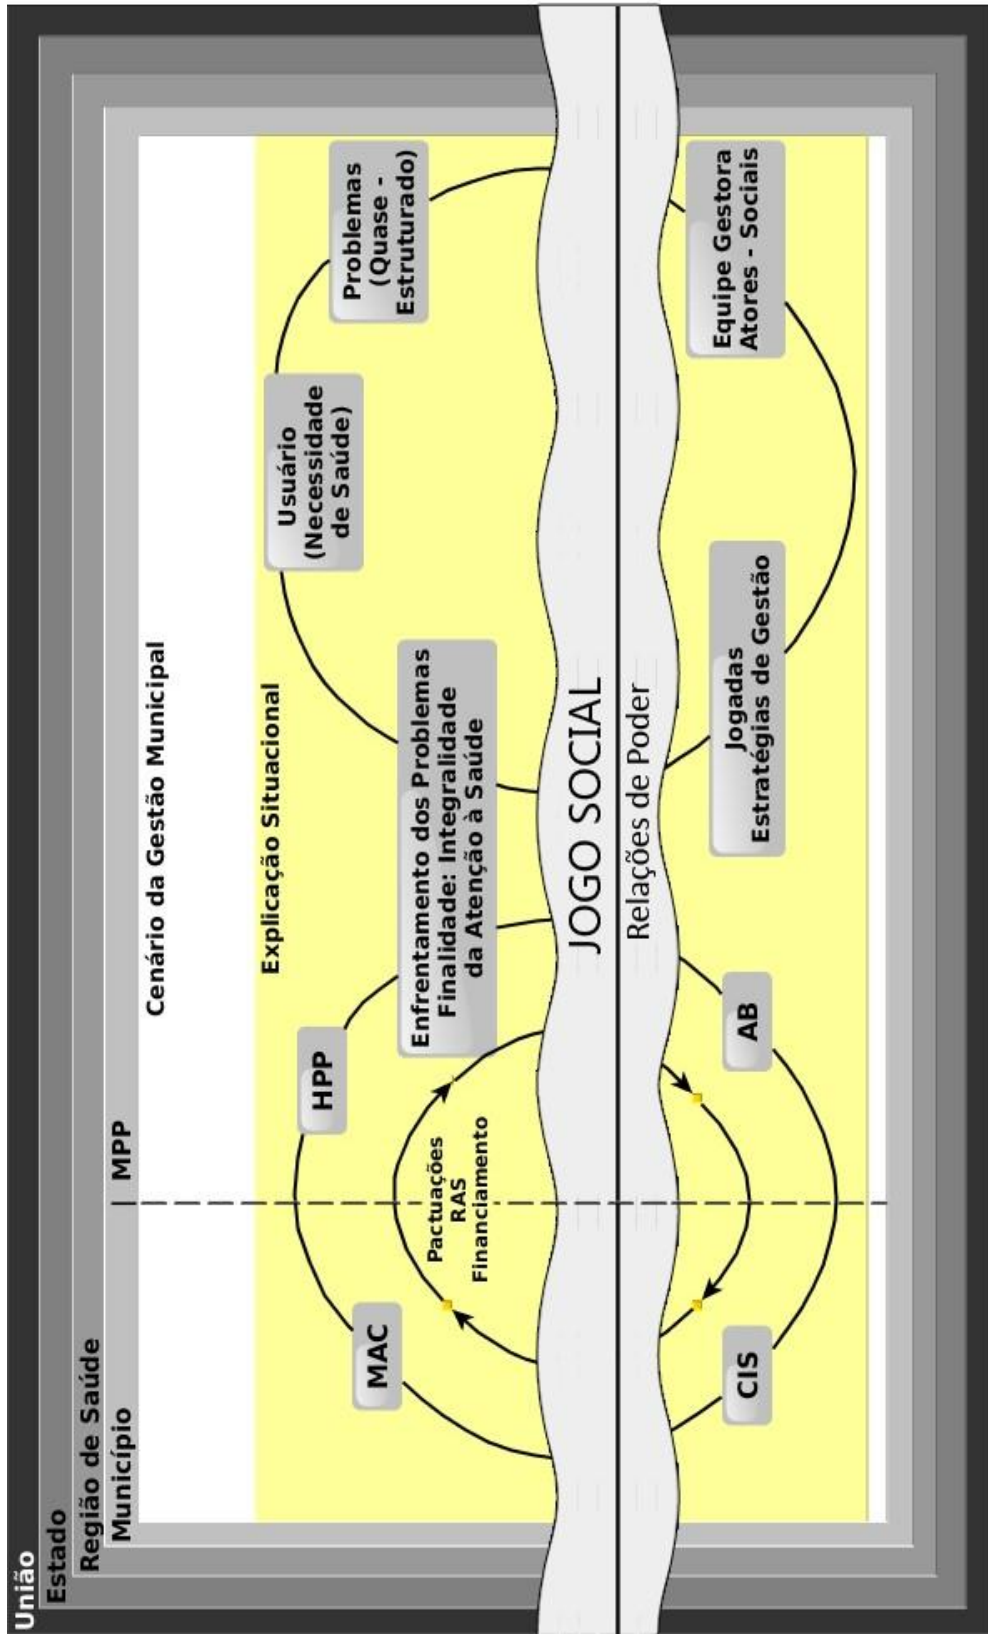 União
Estado
Região de Saúde
Município
MPP
Cenário da Gestão Municipal
Explicação Situacional
Usuário
(Necessidade
de Saúde)
Problemas
(Quase -
Estruturado)
HPP
MAC
Enfrentamento dos Problemas
Finalidade: Integralidade
da Atenção à Saúde
Pactuações
RAS
Financiamento
JOGO SOCIAL
Relações de Poder
CIS
AB
Jogadas
Estratégias de Gestão
Equipe Gestora
Atores - Sociais